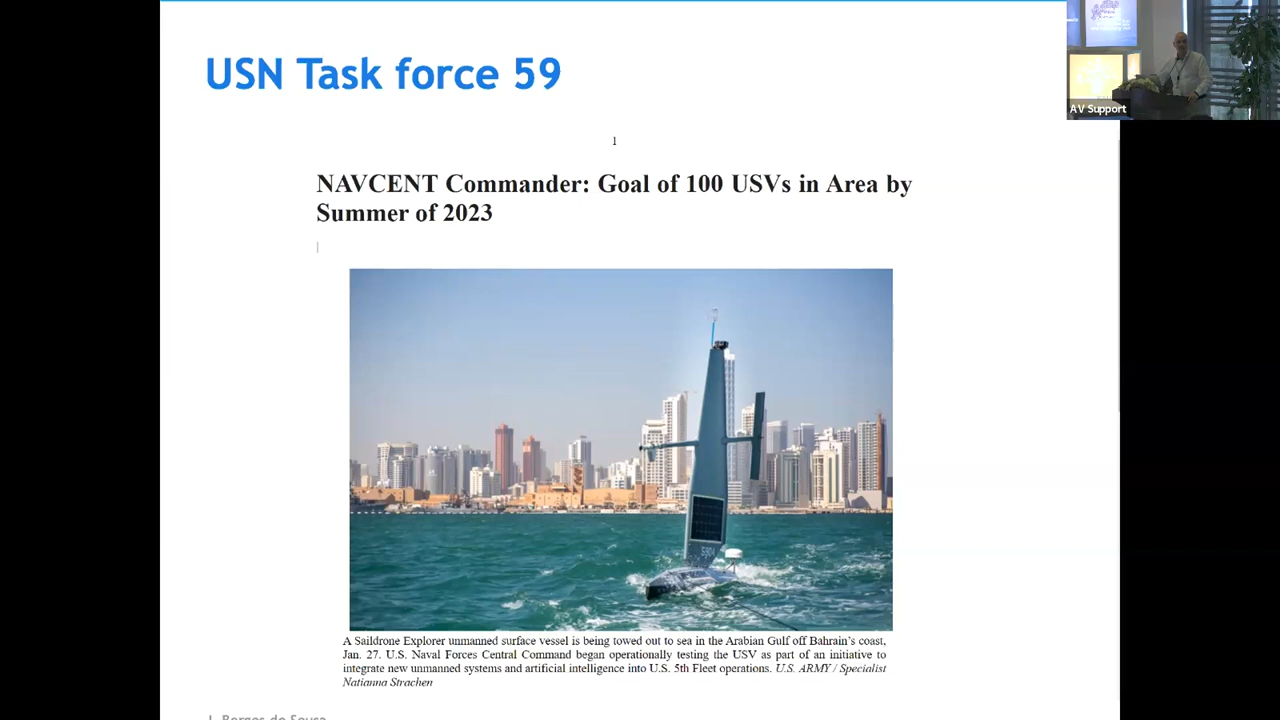 USN Task force 59
AV Support
1
NAVCENT Commander: Goal of 100 USVs in Area by
Summer of 2023
A Saildrone Explorer unmanned surface vessel is being towed out to sea in the Arabian Gulf off Bahrain's coast,
Jan. 27. U.S. Naval Forces Central Command began operationally testing the USV as part of an initiative to
integrate new unmanned systems and artificial intelligence into U.S. 5th Fleet operations. U.S. ARMY / Specialist
Natianna Strachen
J. Borges de Sousa